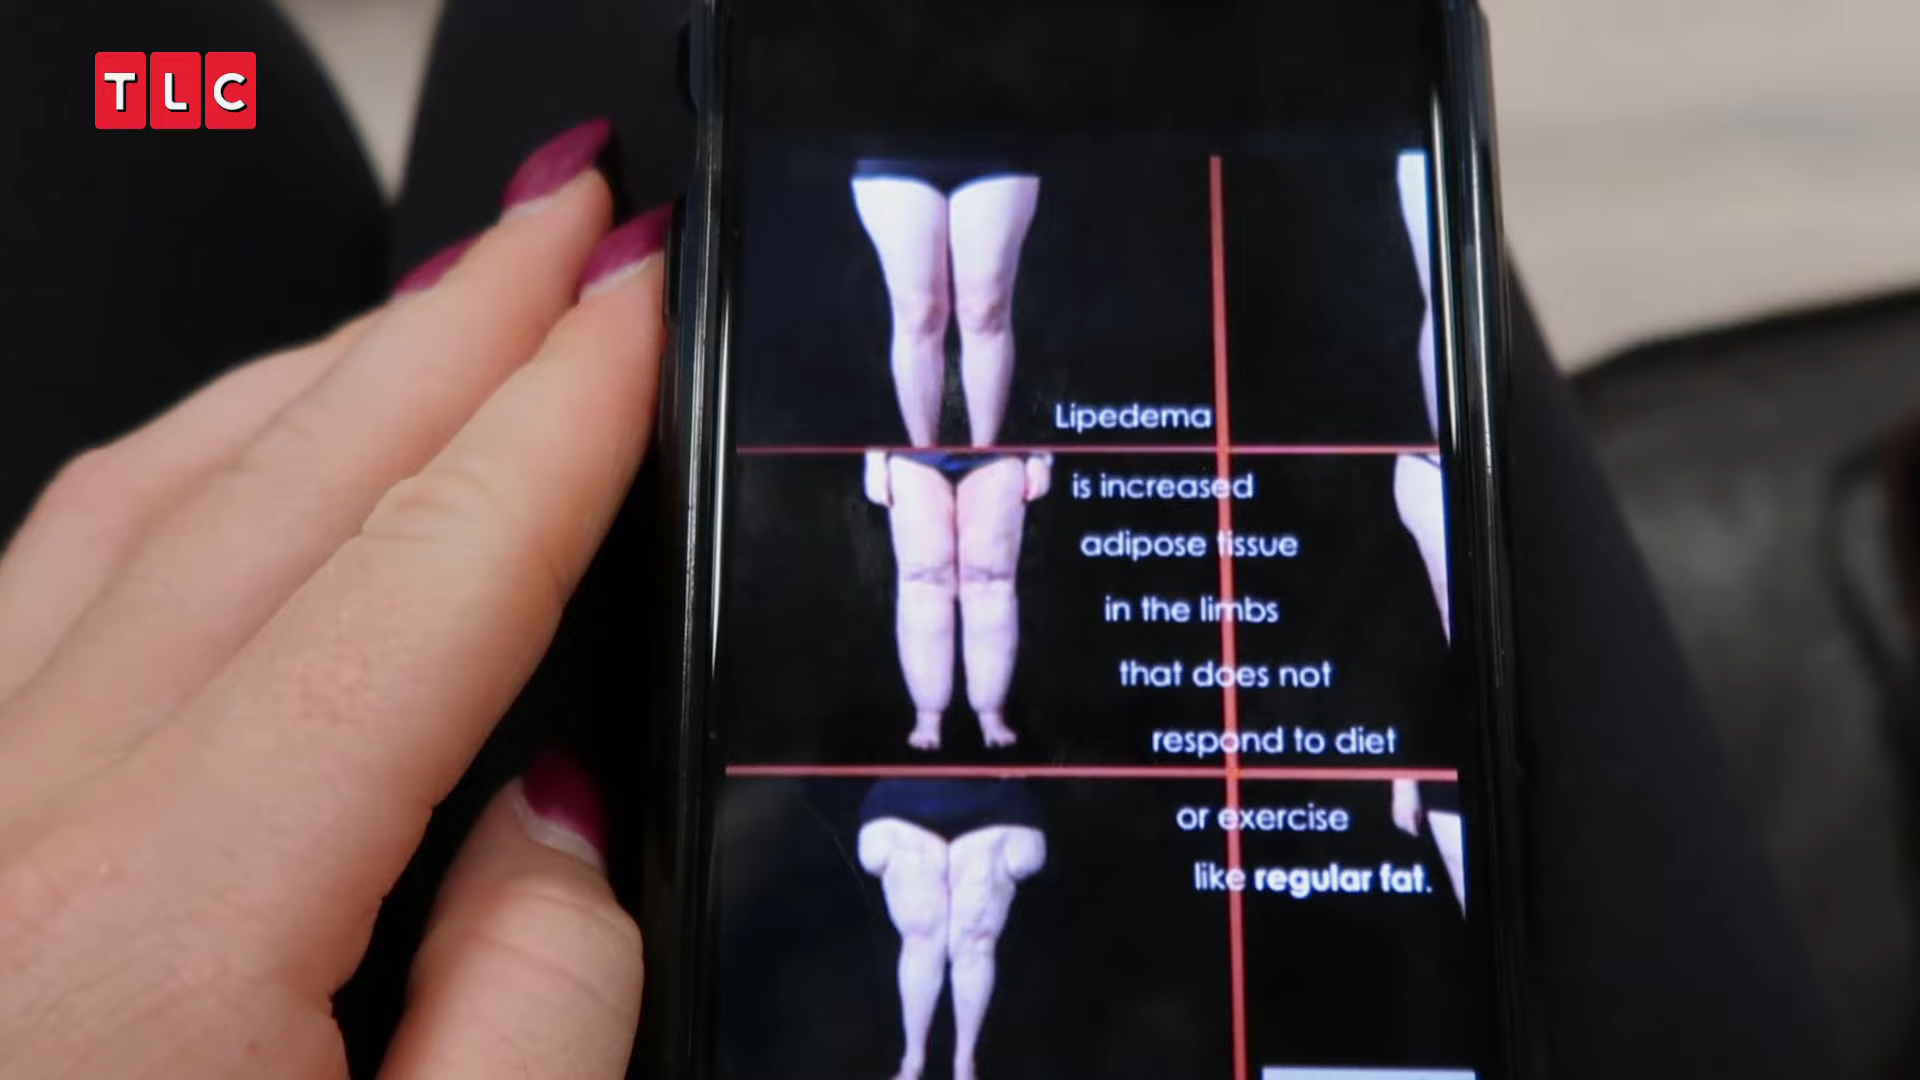 TLC
Lipedema
is increased
adipose tissue
in the limbs
that does not
respond to diet
or exercise
like regular fat.